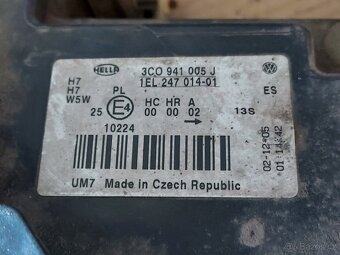 HELLA
3C0 941 005 J
1EL 247 014-01
H7
H7
W5W
PL
ES
25 E4
HC HR A
00 00 02
13S
10224
02-12-05
UM7 Made in Czech Republic